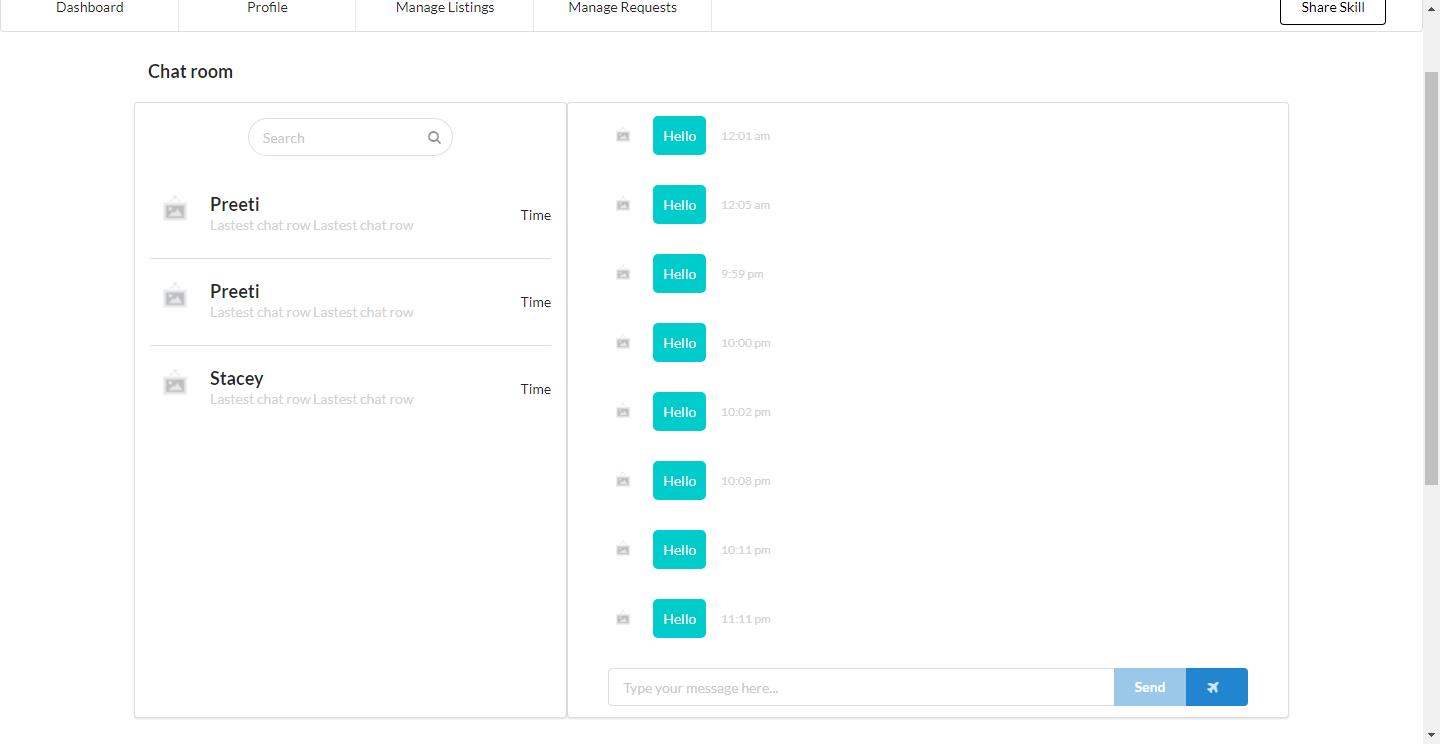 Dashboard
Profile
Manage Listings
Manage Requests
Share Skill
Chat room
Search
Preeti
Lastest chat row Lastest chat row
Time
Preeti
Lastest chat row Lastest chat row
Time
Stacey
Lastest chat row Lastest chat row
Time
Hello 12:01 am
Hello 12:05 am
Hello 9:59 pm
Hello 10:00 pm
Hello 10:02 pm
Hello 10:08 pm
Hello 10:11 pm
Hello 11:11 pm
Type your message here...
Send